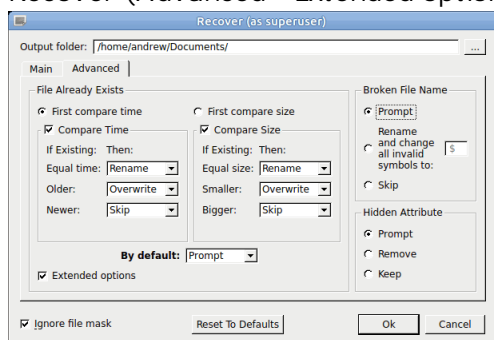 Recover (as superuser)
Output folder: /home/andrew/Documents/ ...
Main Advanced
File Already Exists
First compare time First compare size
Compare Time Compare Size
If Existing: Then: If Existing: Then:
Equal time: Rename Equal size: Rename
Older: Overwrite Smaller: Overwrite
Newer: Skip Bigger: Skip
By default: Prompt
Extended options
Broken File Name
Prompt
Rename
and change
all invalid
symbols to: $
Skip
Hidden Attribute
Prompt
Remove
Keep
Ignore file mask Reset To Defaults Ok Cancel